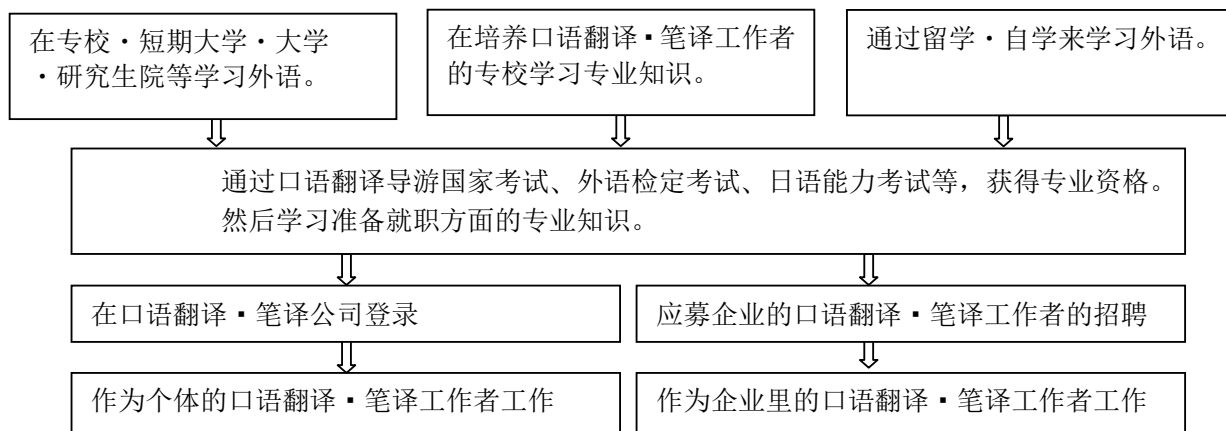 在专校・短期大学・大学
・研究生院等学习外语。
在培养口语翻译▪笔译工作者
的专校学习专业知识。
通过留学・自学来学习外语。
通过口语翻译导游国家考试、外语检定考试、日语能力考试等，获得专业资格。
然后学习准备就职方面的专业知识。
在口语翻译▪笔译公司登录
应募企业的口语翻译▪笔译工作者的招聘
作为个体的口语翻译▪笔译工作者工作
作为企业里的口语翻译▪笔译工作者工作